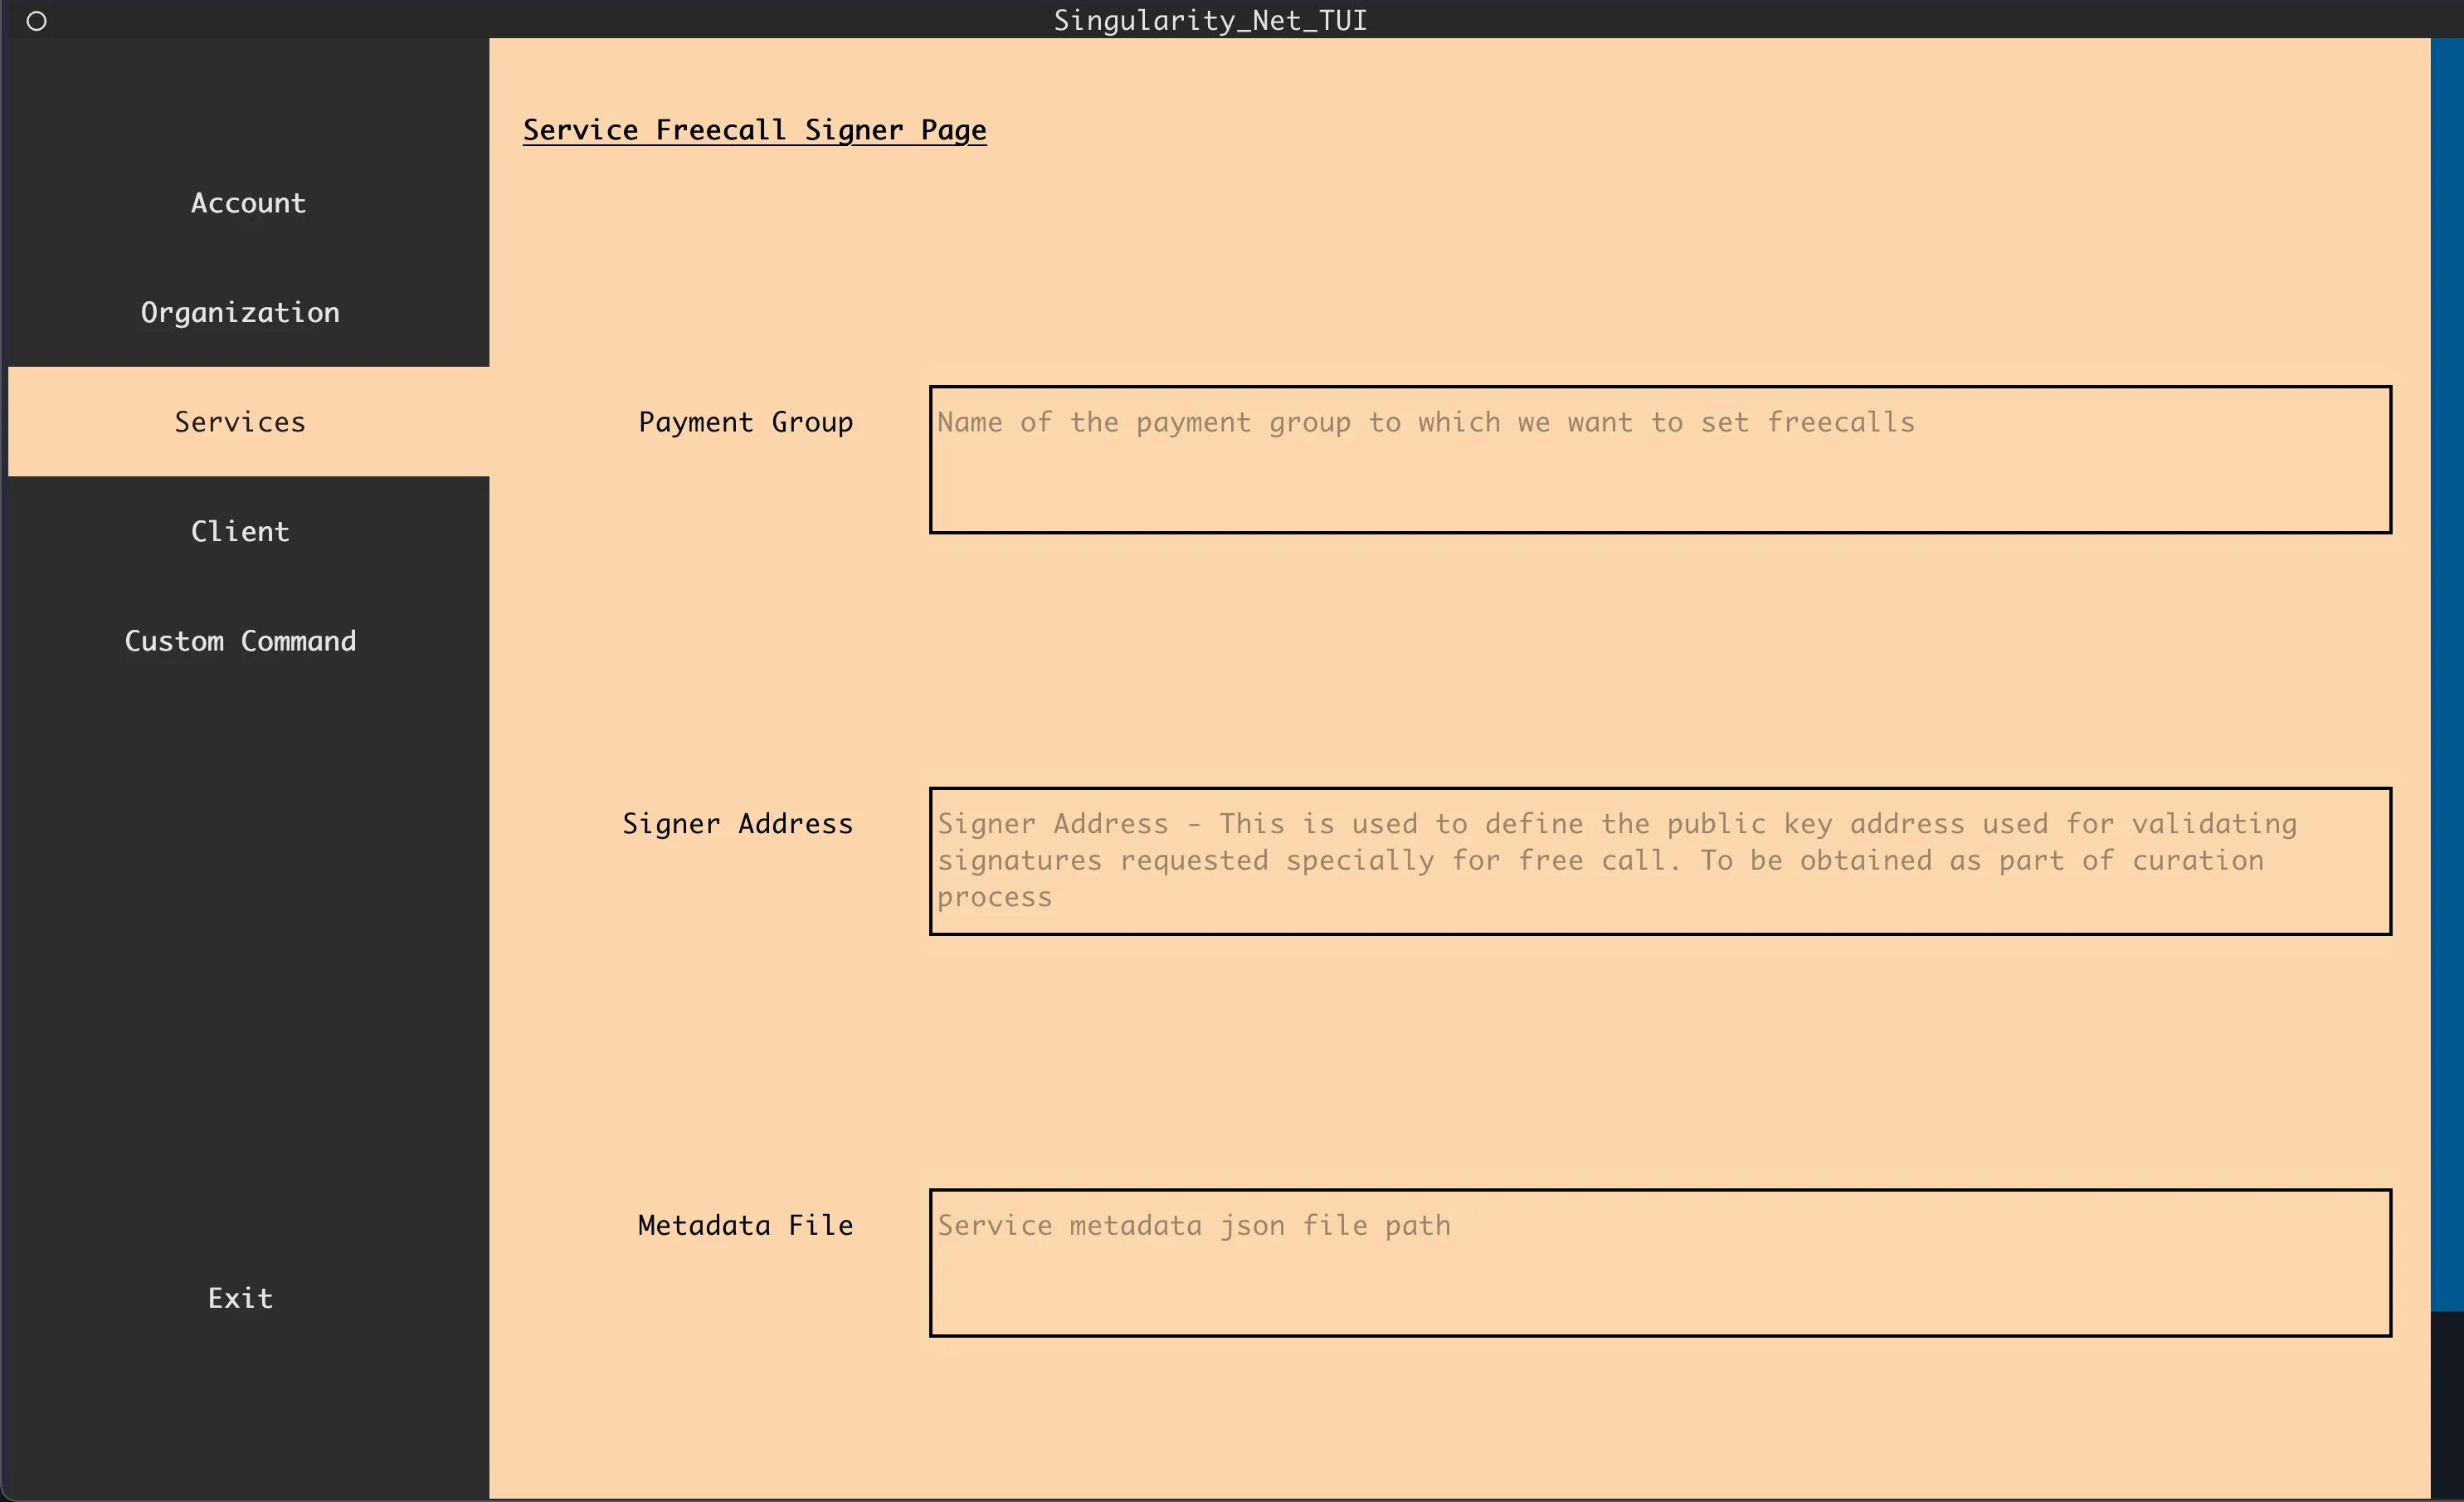 Singularity_Net_TUI
Account
Organization
Services
Client
Custom Command
Exit
Service Freecall Signer Page
Payment Group
Name of the payment group to which we want to set freecalls
Signer Address
Signer Address - This is used to define the public key address used for validating
signatures requested specially for free call. To be obtained as part of curation
process
Metadata File
Service metadata json file path